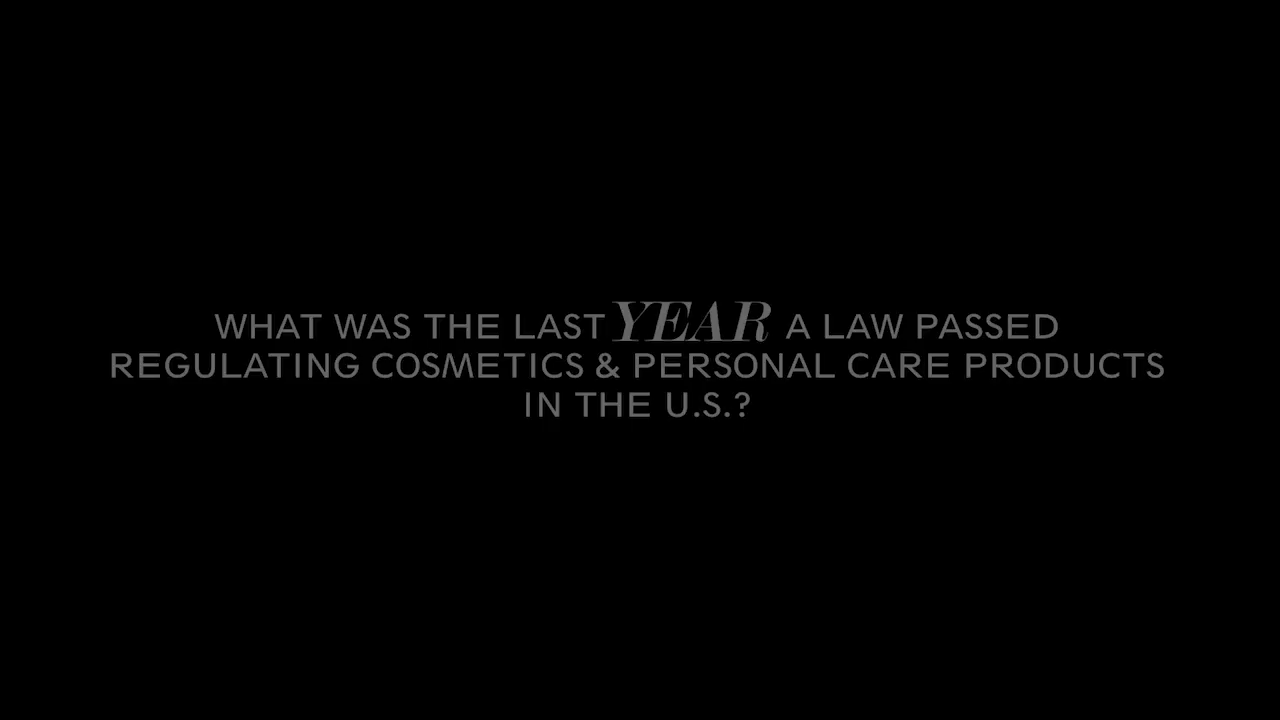 WHAT WAS THE LAST YEAR A LAW PASSED
REGULATING COSMETICS & PERSONAL CARE PRODUCTS
IN THE U.S.?